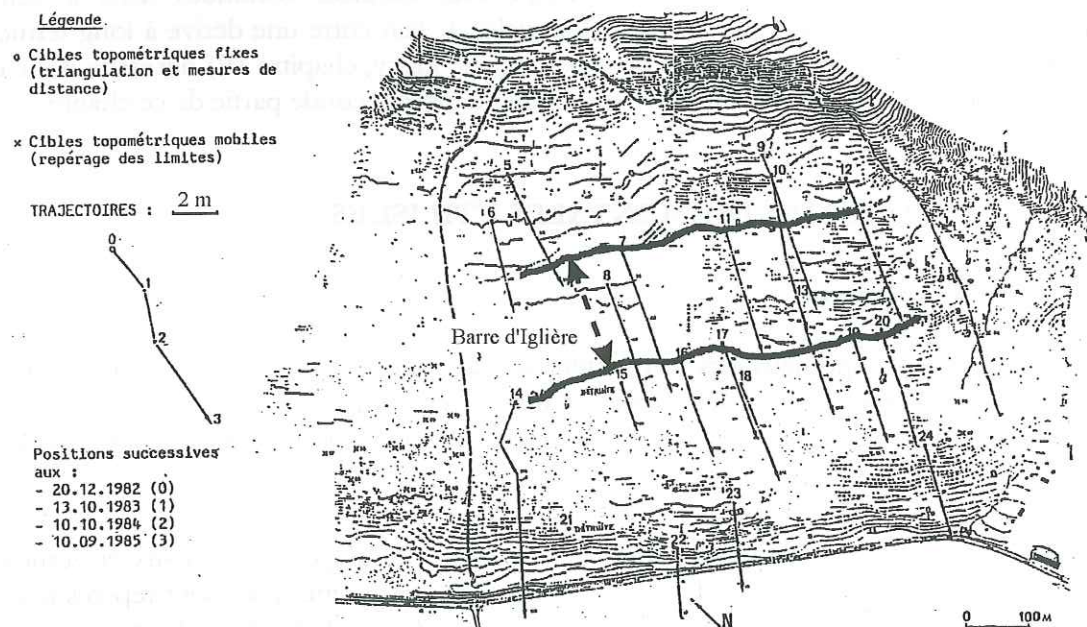 Légende.
o Cibles topométriques fixes
(triangulation et mesures de
distance)
x Cibles topométriques mobiles
(repérage des limites)
TRAJECTOIRES : 2 m
0
1
2
3
Positions successives
aux :
- 20.12.1982 (0)
- 13.10.1983 (1)
- 10.10.1984 (2)
- 10.09.1985 (3)
9
5
10
12
6
11
7
8
13
Barre d'Iglière
17
19
20
16
14
15
DÉTRUITE
18
24
23
21
DÉTRUITE
22
N
0 100 M